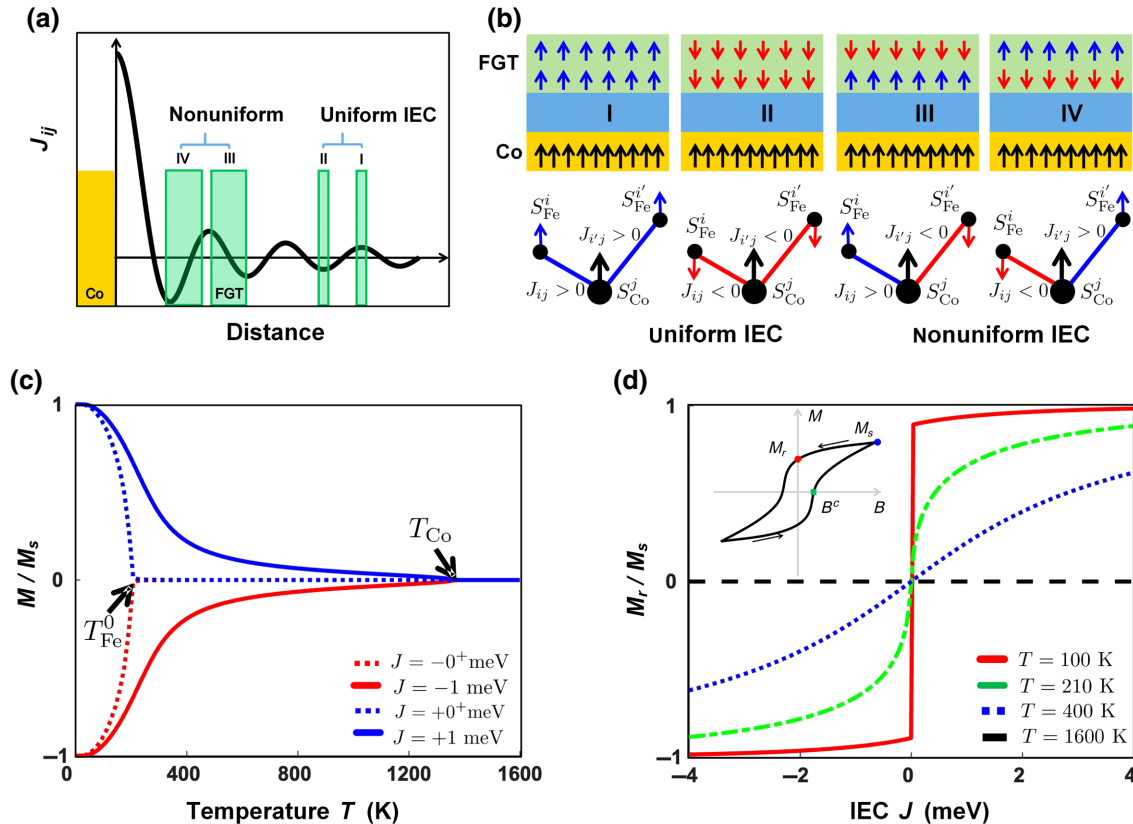 (a)
J_ij
Nonuniform
Uniform IEC
IV
III
II
I
Co
FGT
Distance
(b)
FGT
Co
I
II
III
IV
S^i_Fe
S^i'_Fe
J_i'j > 0
J_ij > 0
S^j_Co
S^i_Fe
S^i'_Fe
J_i'j < 0
J_ij < 0
S^j_Co
S^i_Fe
S^i'_Fe
J_i'j < 0
J_ij > 0
S^j_Co
S^i_Fe
S^i'_Fe
J_i'j > 0
J_ij < 0
S^j_Co
Uniform IEC
Nonuniform IEC
(c)
M / M_s
1
0
–1
T_Co
T^0_Fe
J = −0⁺ meV
J = −1 meV
J = +0⁺ meV
J = +1 meV
0
400
800
1200
1600
Temperature T (K)
(d)
M_r / M_s
1
0
–1
M
M_r
M_s
B^c
B
T = 100 K
T = 210 K
T = 400 K
T = 1600 K
–4
–2
0
2
4
IEC J (meV)